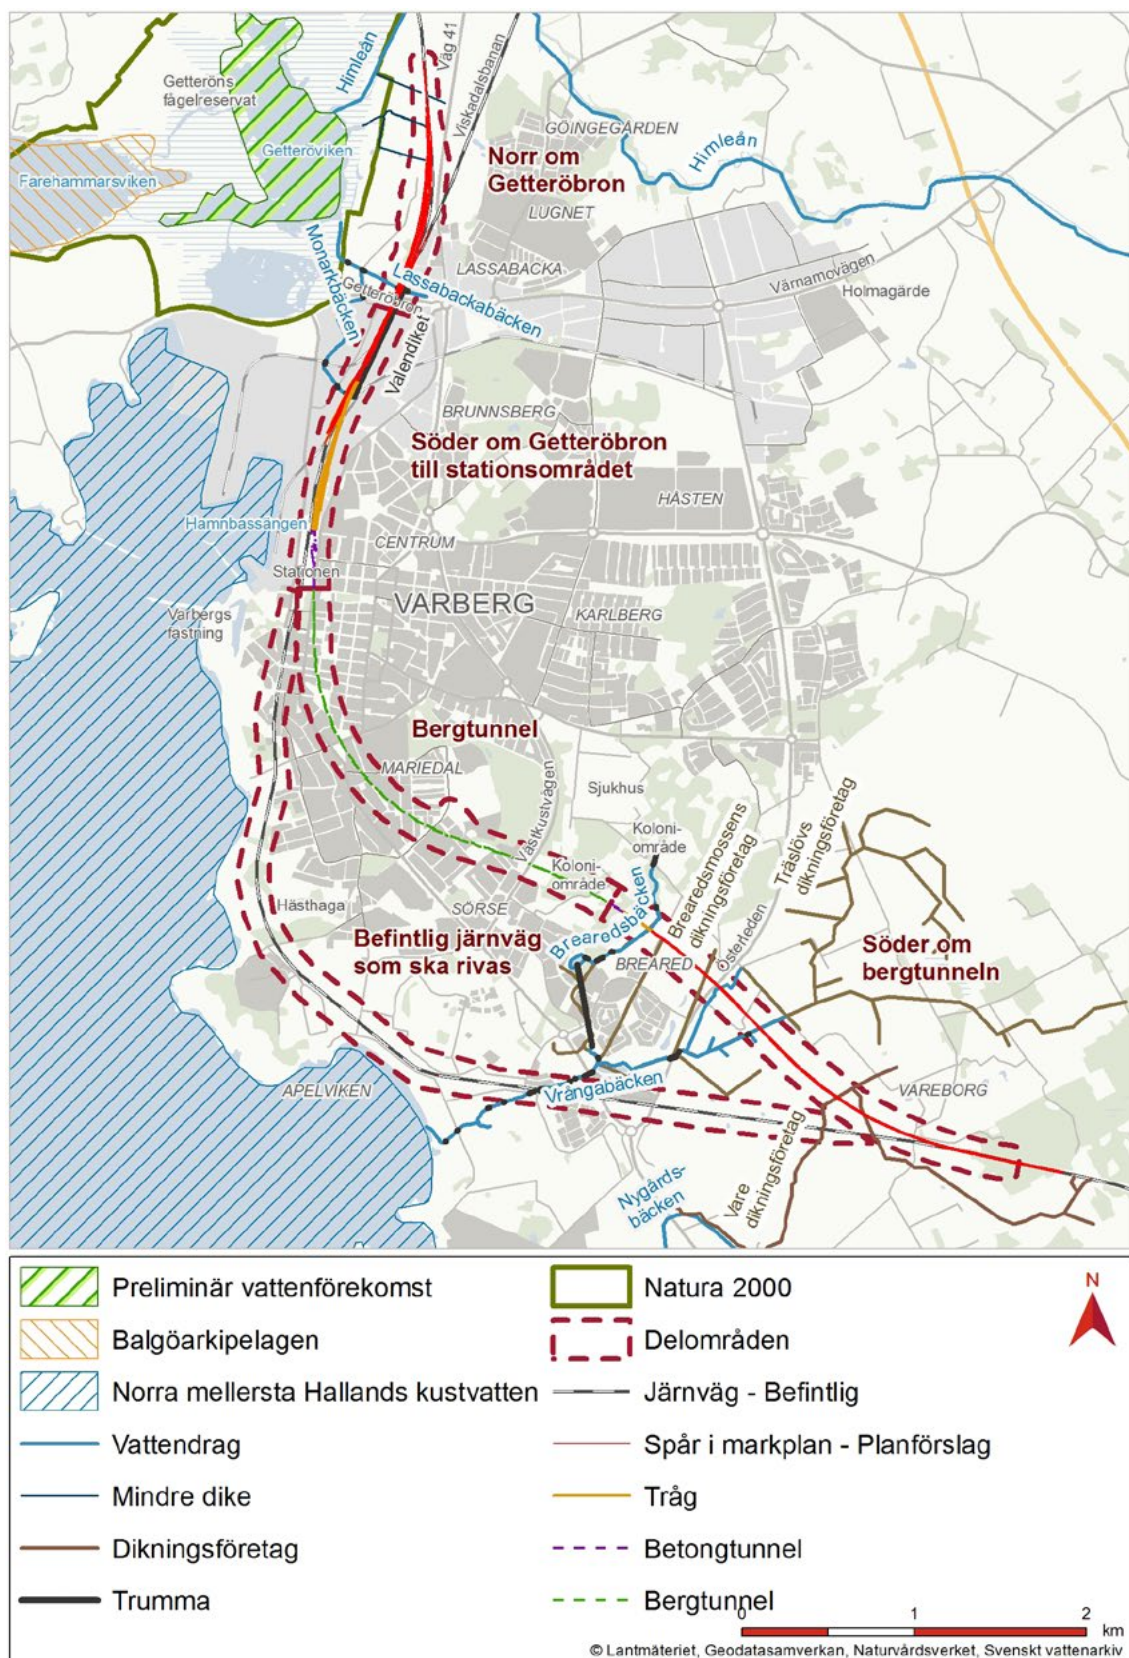 Himleån
Väg 41
Viskadalsbanan
Getteröns
fågelreservat
GÖINGEGÅRDEN
Himleån
Getteröviken
Norr om
Getteröbron
Farehammarsviken
LUGNET
Monarkbäcken
LASSABACKA
Värnamovägen
Getteröbron
Lassabackabäcken
Holmagärde
Valendiket
BRUNNSBERG
Söder om Getteröbron
till stationsområdet
HÅSTEN
Hamnbassängen
CENTRUM
Stationen
VARBERG
KARLBERG
Varbergs
fästning
Bergtunnel
MARIEDAL
Sjukhus
Västkustvägen
Koloni-
område
Koloni-
område
Brearedsmossens
dikningsföretag
Träslövs
dikningsföretag
Hästhaga
SÖRSE
Brearedsbäcken
Befintlig järnväg
som ska rivas
BREARED
Österleden
Söder om
bergtunneln
APELVIKEN
Vrångabäcken
VAREBORG
Nygårds-
bäcken
Vare
dikningsföretag
Preliminär vattenförekomst
Natura 2000
N
Balgöarkipelagen
Delområden
Norra mellersta Hallands kustvatten
Järnväg - Befintlig
Vattendrag
Spår i markplan - Planförslag
Mindre dike
Tråg
Dikningsföretag
Betongtunnel
Trumma
Bergtunnel
0 1 2
km
© Lantmäteriet, Geodatasamverkan, Naturvårdsverket, Svenskt vattenarkiv